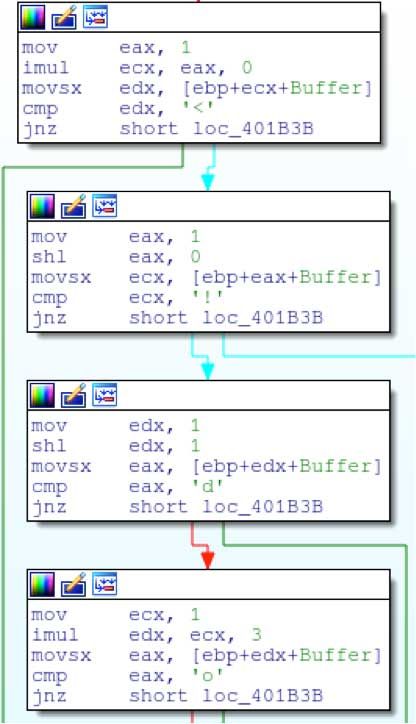 mov eax, 1
imul ecx, eax, 0
movsx edx, [ebp+ecx+Buffer]
cmp edx, '<'
jnz short loc_401B3B
mov eax, 1
shl eax, 0
movsx ecx, [ebp+eax+Buffer]
cmp ecx, '!'
jnz short loc_401B3B
mov edx, 1
shl edx, 1
movsx eax, [ebp+edx+Buffer]
cmp eax, 'd'
jnz short loc_401B3B
mov ecx, 1
imul edx, ecx, 3
movsx eax, [ebp+edx+Buffer]
cmp eax, 'o'
jnz short loc_401B3B